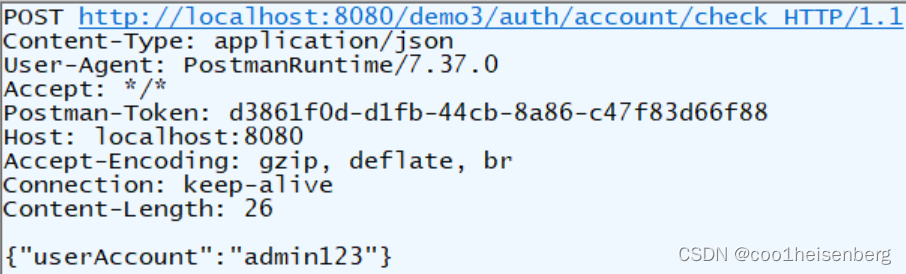 POST http://localhost:8080/demo3/auth/account/check HTTP/1.1
Content-Type: application/json
User-Agent: PostmanRuntime/7.37.0
Accept: */*
Postman-Token: d3861f0d-d1fb-44cb-8a86-c47f83d66f88
Host: localhost:8080
Accept-Encoding: gzip, deflate, br
Connection: keep-alive
Content-Length: 26

{"userAccount":"admin123"}
CSDN @coo1heisenberg